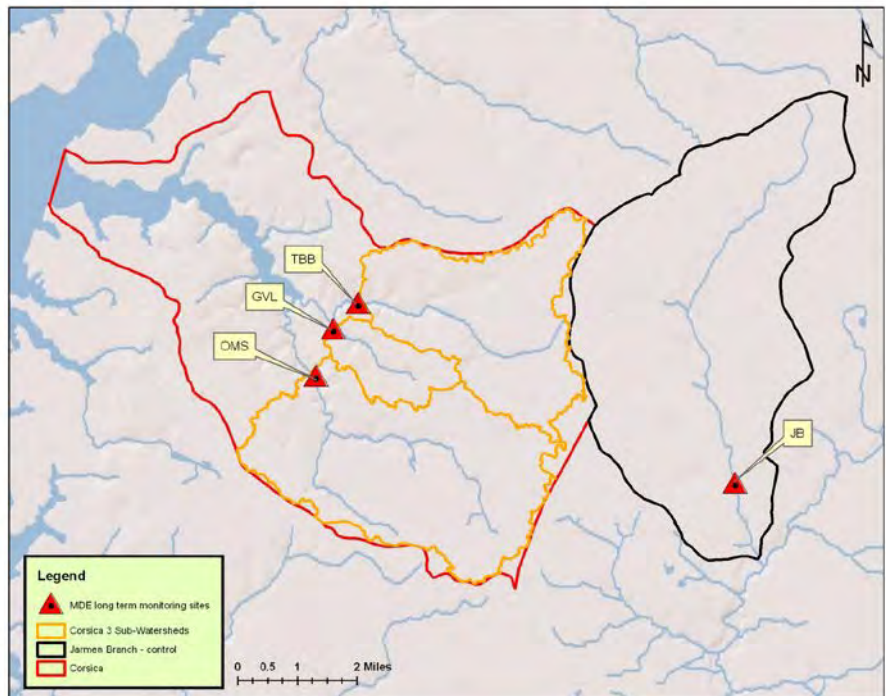 N
TBB
GVL
OMS
JB
Legend
MDE long term monitoring sites
Corsica 3 Sub-Watersheds
Jarmen Branch - control
Corsica
0 0.5 1 2 Miles